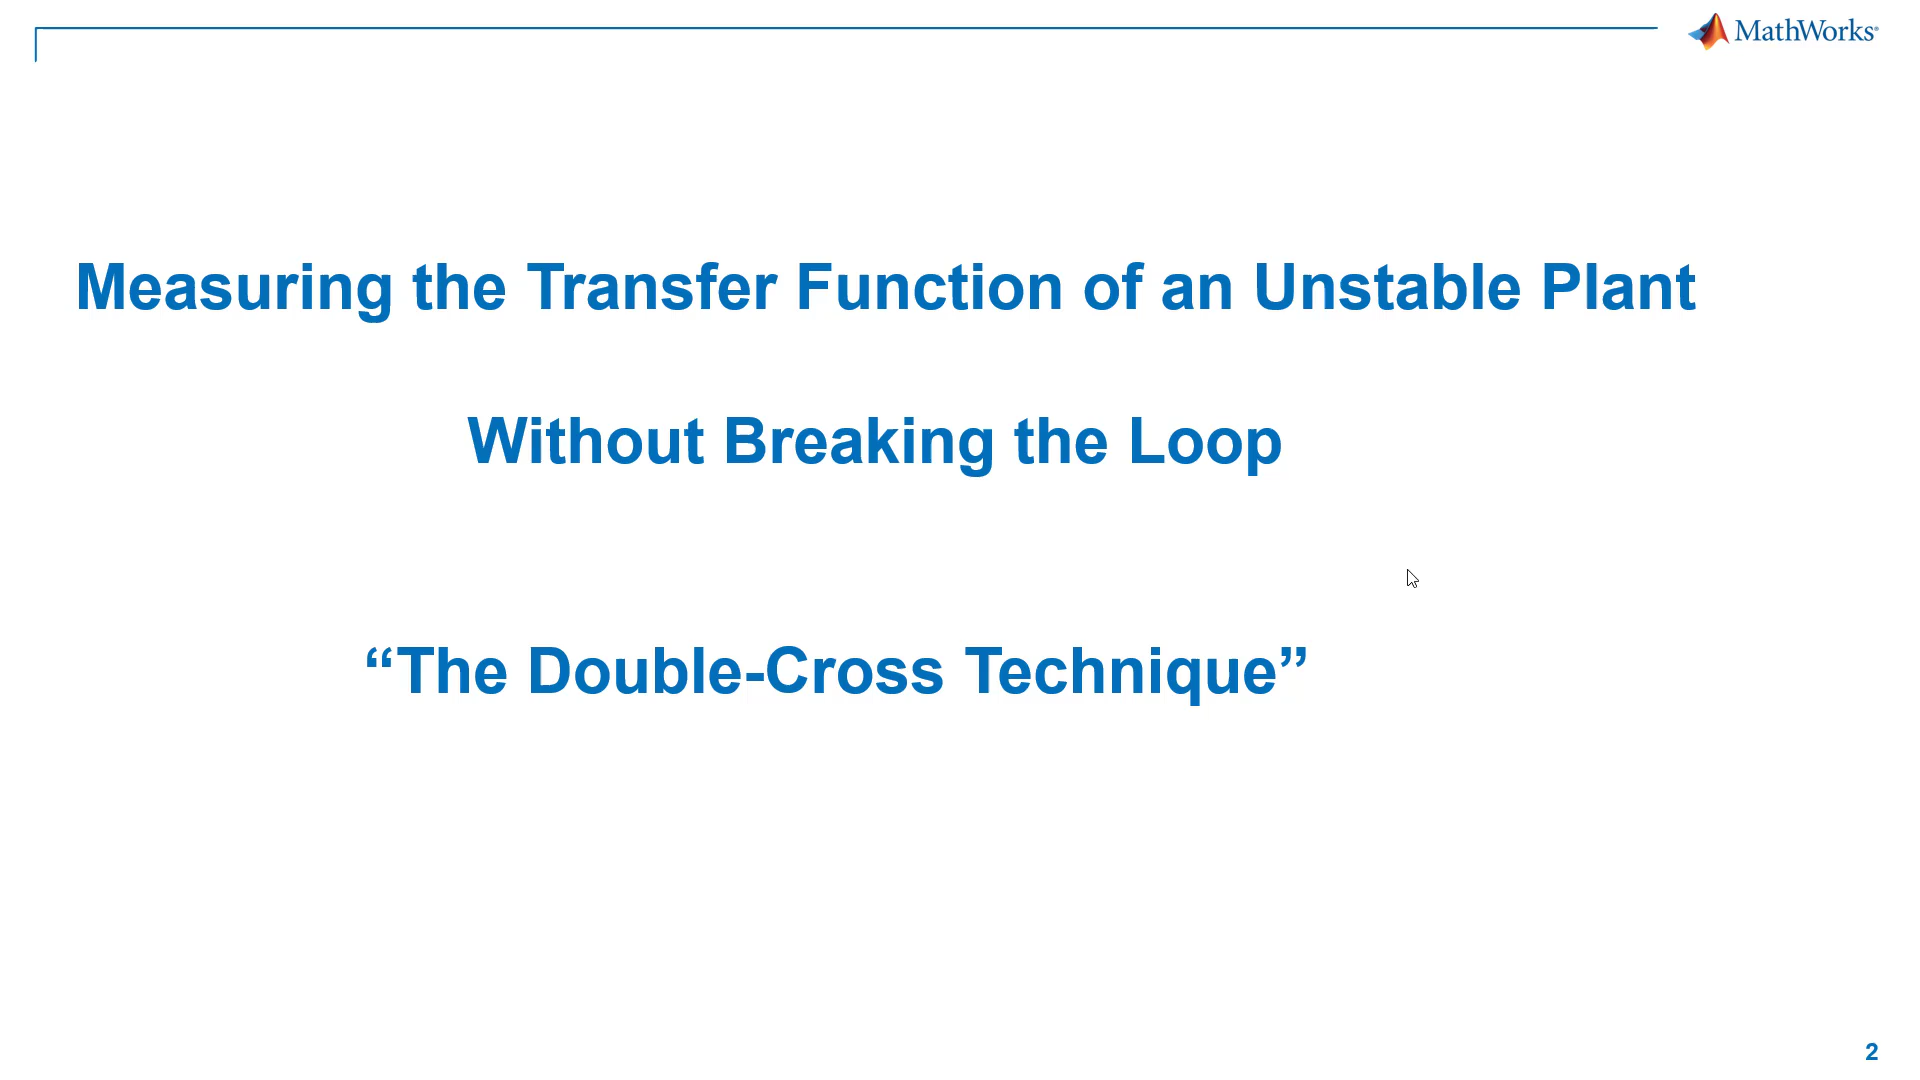 MathWorks®
Measuring the Transfer Function of an Unstable Plant
Without Breaking the Loop
“The Double-Cross Technique”
2